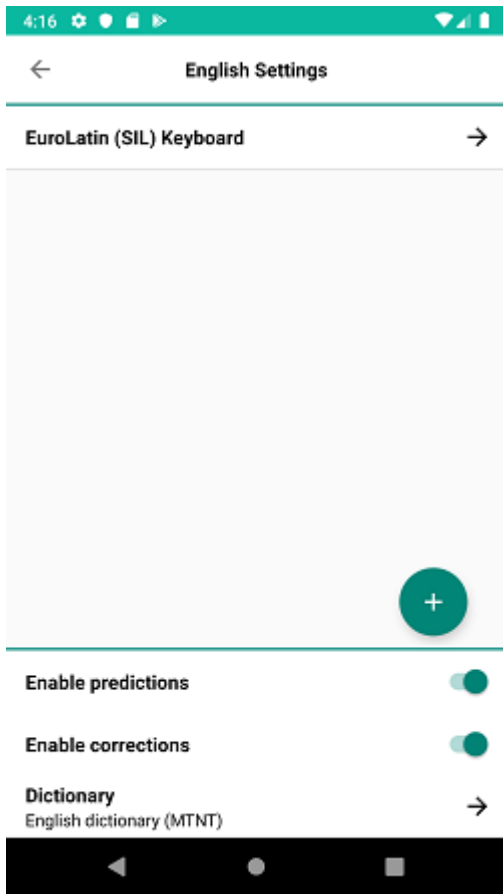 4:16
English Settings
EuroLatin (SIL) Keyboard
Enable predictions
Enable corrections
Dictionary
English dictionary (MTNT)